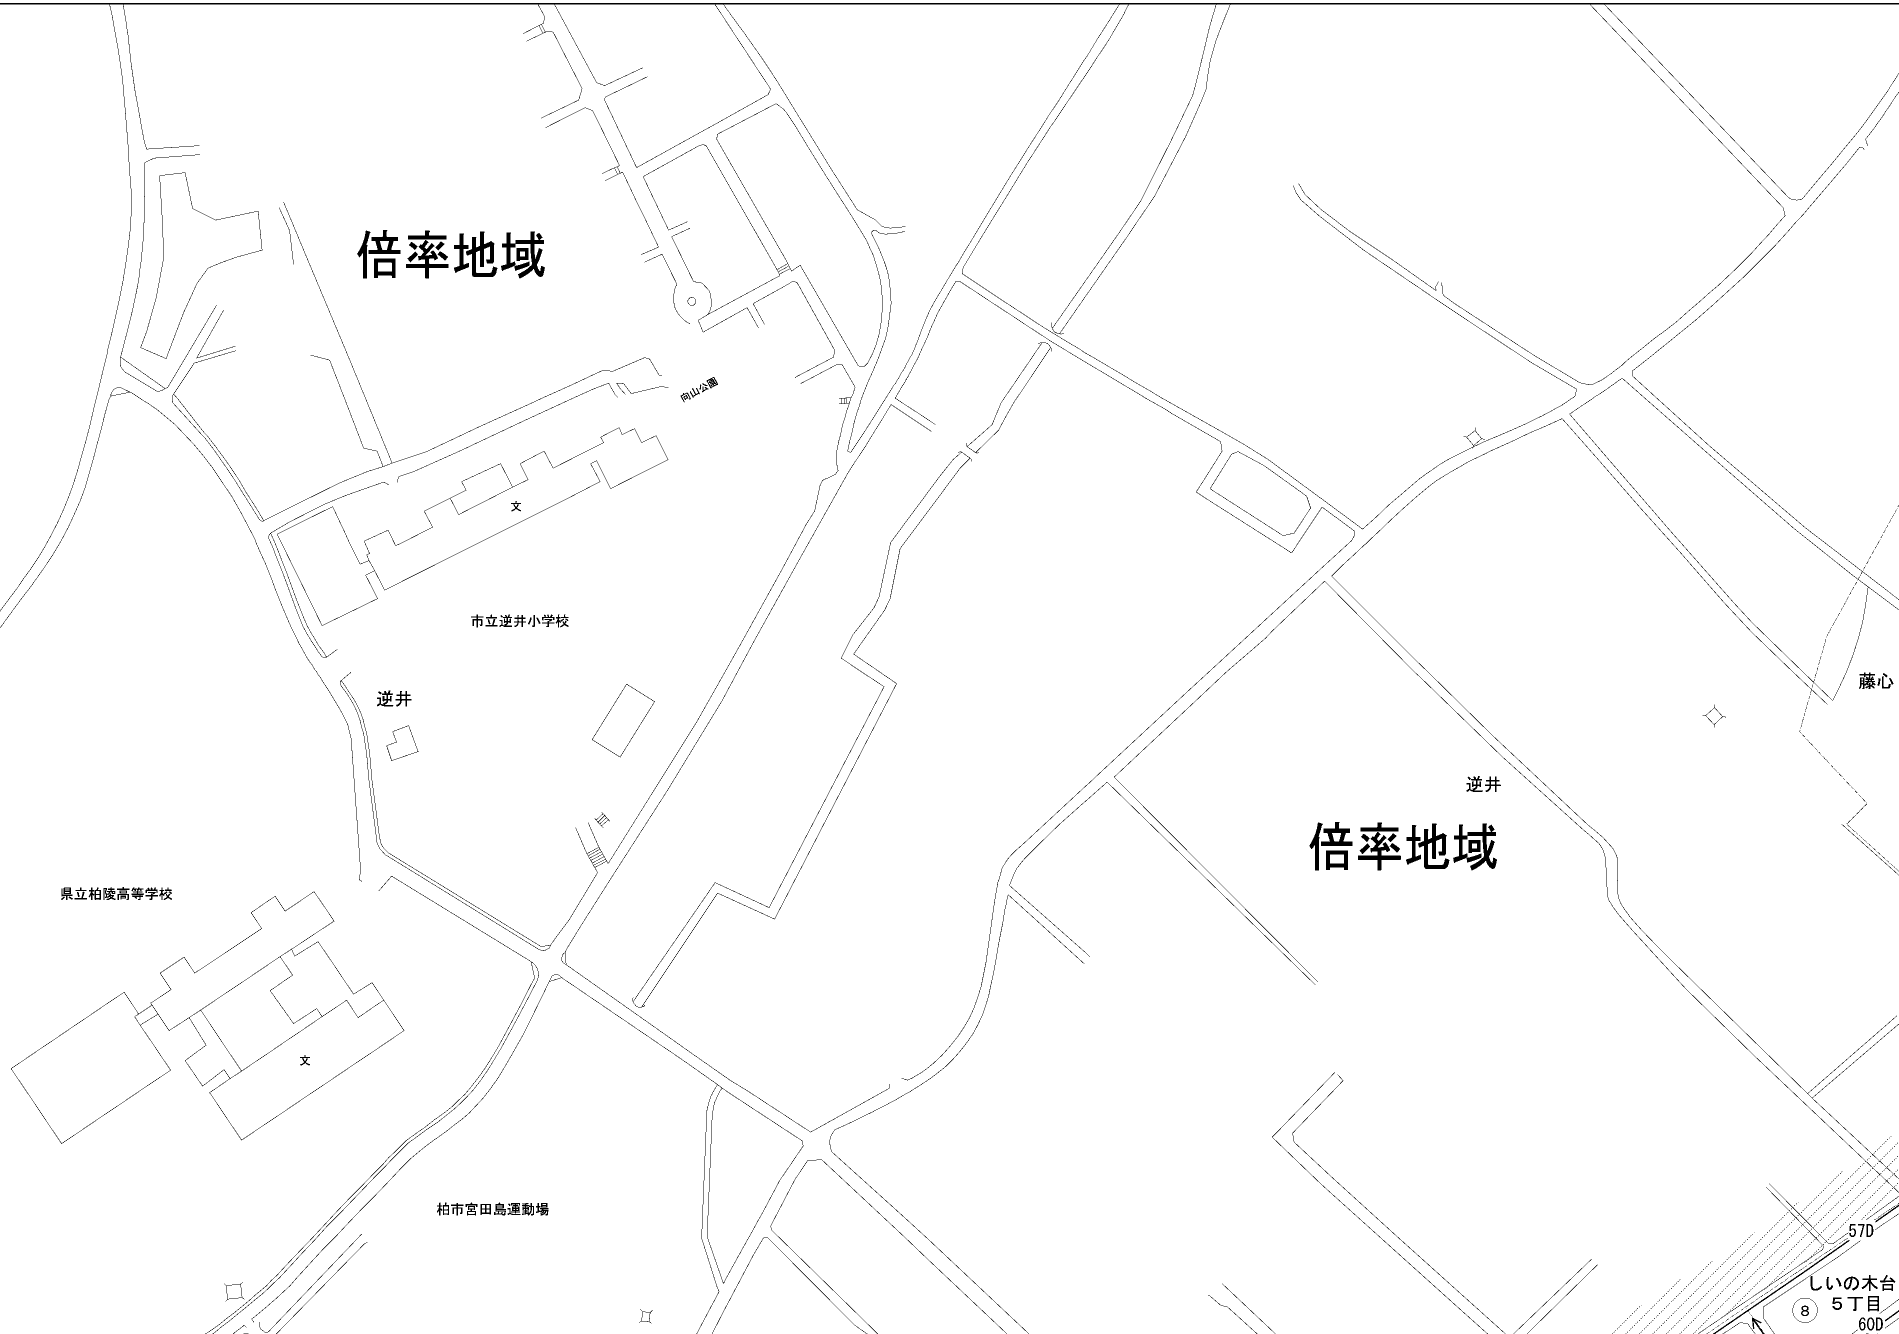 倍率地域
向山公園
文
市立逆井小学校
逆井
藤心
逆井
倍率地域
県立柏陵高等学校
文
柏市宮田島運動場
57D
しいの木台
5丁目
8
60D